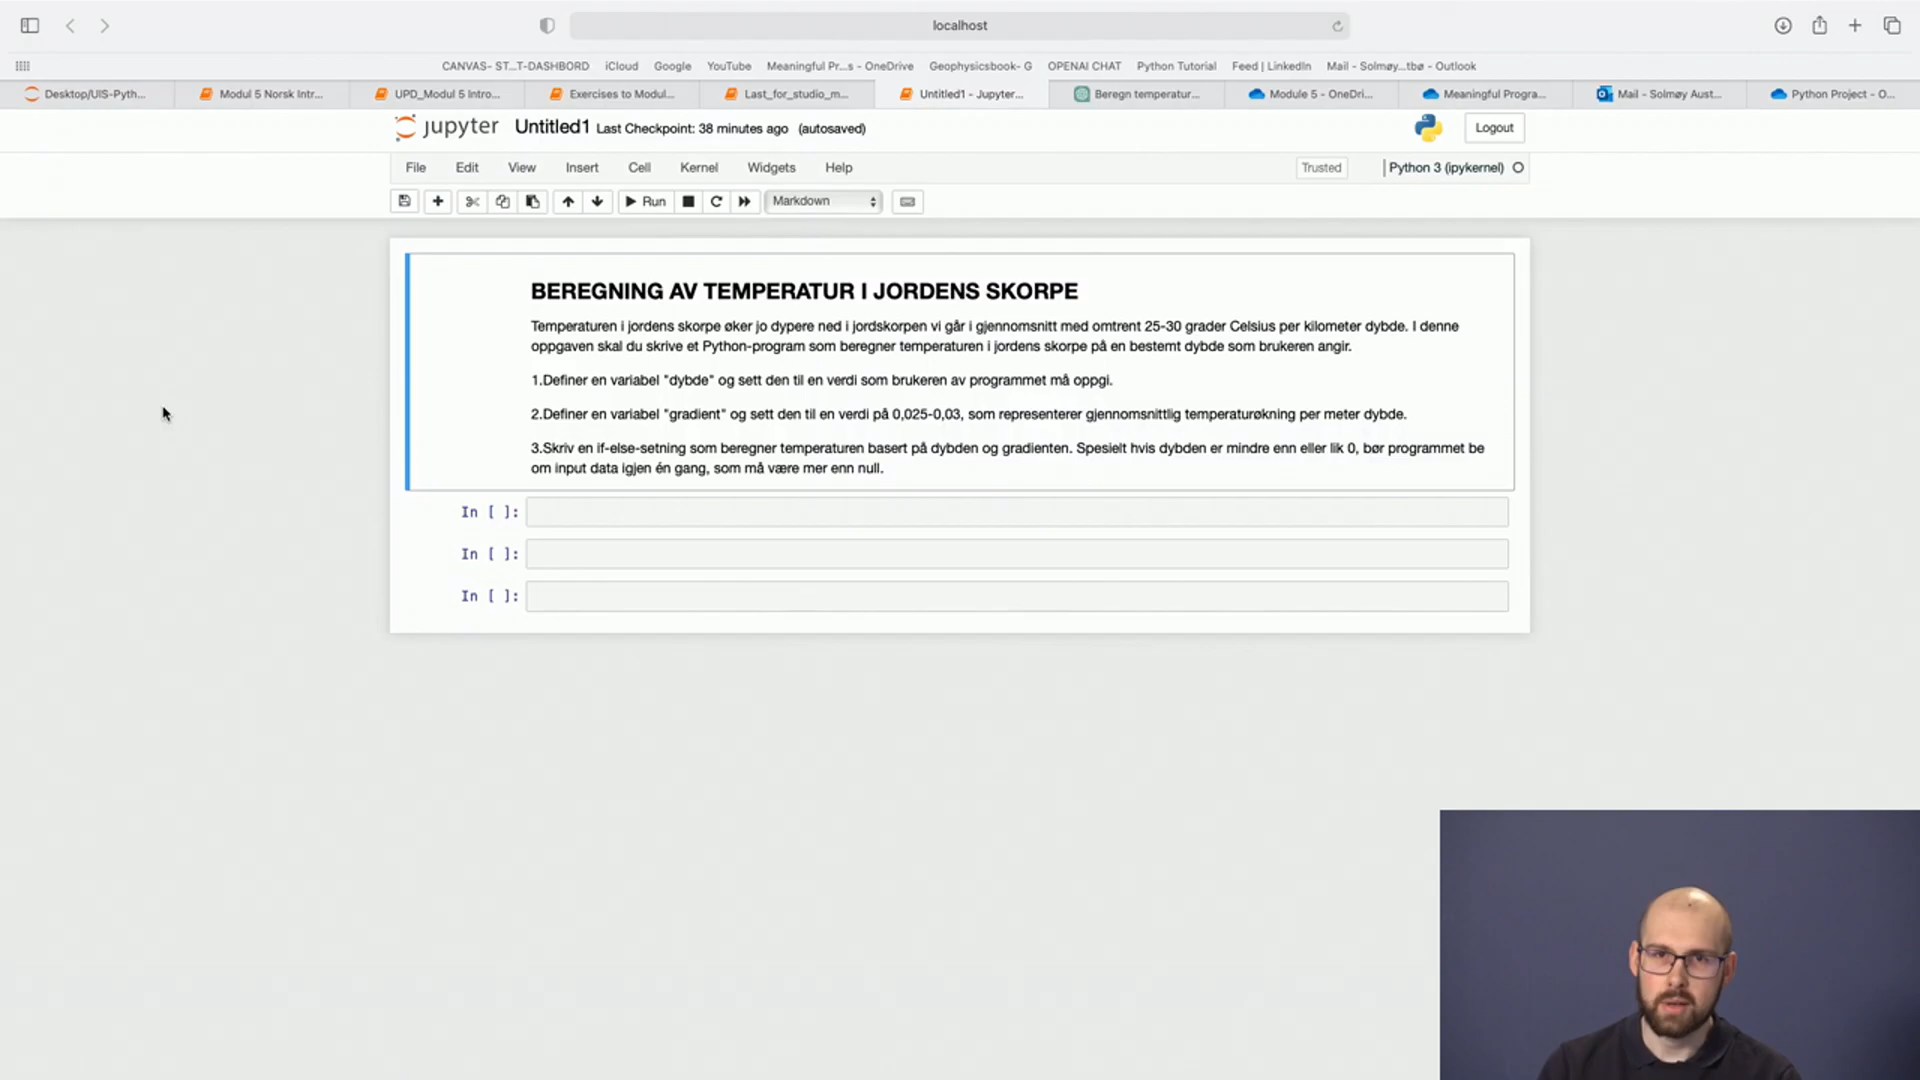 localhost
CANVAS- ST...T-DASHBORD iCloud Google YouTube Meaningful Pr...s - OneDrive Geophysicsbook- G OPENAI CHAT Python Tutorial Feed | LinkedIn Mail - Solmøy...tbø - Outlook
Desktop/UIS-Pyth... Modul 5 Norsk Intr... UPD_Modul 5 Intro... Exercises to Modul... Last_for_studio_m... Untitled1 - Jupyter... Beregn temperatur... Module 5 - OneDri... Meaningful Progra... Mail - Solmøy Aust... Python Project - O...
jupyter Untitled1 Last Checkpoint: 38 minutes ago (autosaved) Logout
File Edit View Insert Cell Kernel Widgets Help Trusted Python 3 (ipykernel)
Run Markdown
BEREGNING AV TEMPERATUR I JORDENS SKORPE
Temperaturen i jordens skorpe øker jo dypere ned i jordskorpen vi går i gjennomsnitt med omtrent 25-30 grader Celsius per kilometer dybde. I denne
oppgaven skal du skrive et Python-program som beregner temperaturen i jordens skorpe på en bestemt dybde som brukeren angir.
1.Definer en variabel "dybde" og sett den til en verdi som brukeren av programmet må oppgi.
2.Definer en variabel "gradient" og sett den til en verdi på 0,025-0,03, som representerer gjennomsnittlig temperaturøkning per meter dybde.
3.Skriv en if-else-setning som beregner temperaturen basert på dybden og gradienten. Spesielt hvis dybden er mindre enn eller lik 0, bør programmet be
om input data igjen én gang, som må være mer enn null.
In [ ]:
In [ ]:
In [ ]: